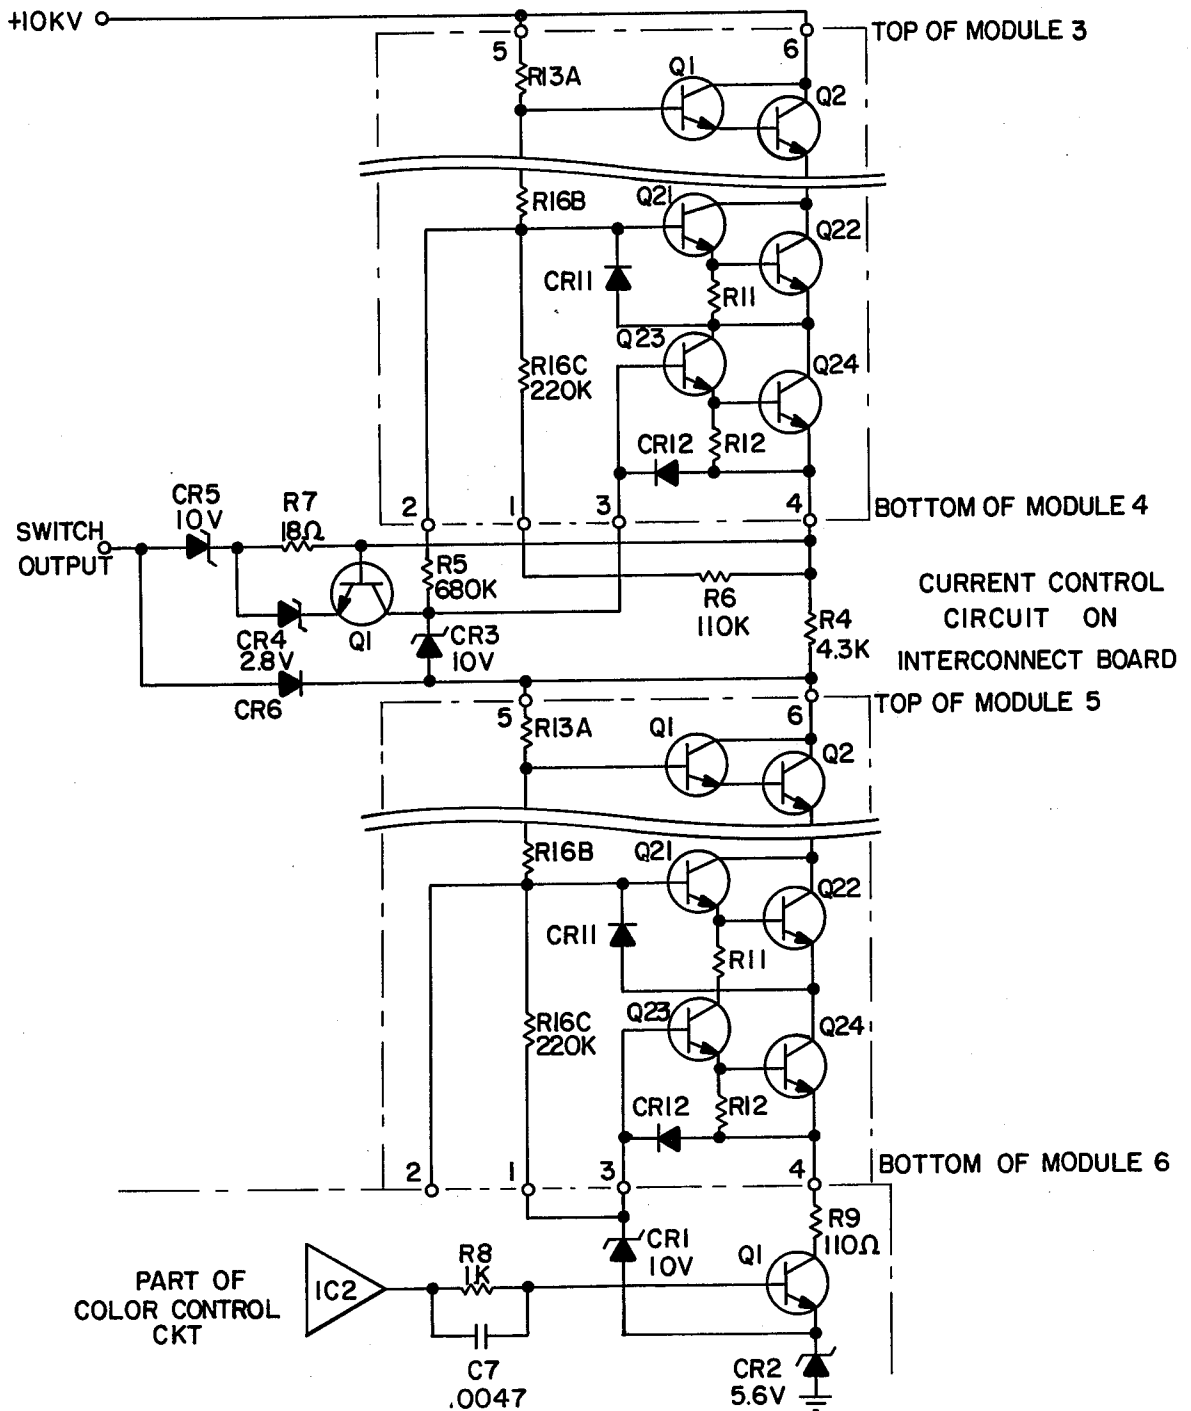 +10KV
TOP OF MODULE 3
5
6
R13A
Q1
Q2
R16B
Q21
Q22
CR11
R11
Q23
R16C
220K
Q24
CR12
R12
2
1
3
4
BOTTOM OF MODULE 4
CR5
10V
R7
18Ω
SWITCH
OUTPUT
R5
680K
R6
110K
CURRENT CONTROL
CIRCUIT ON
INTERCONNECT BOARD
CR4
2.8V
Q1
CR3
10V
R4
4.3K
CR6
5
6
TOP OF MODULE 5
R13A
Q1
Q2
R16B
Q21
Q22
CR11
R11
Q23
R16C
220K
Q24
CR12
R12
2
1
3
4
BOTTOM OF MODULE 6
R9
110Ω
CR1
10V
Q1
R8
1K
IC2
PART OF
COLOR CONTROL
CKT
C7
.0047
CR2
5.6V